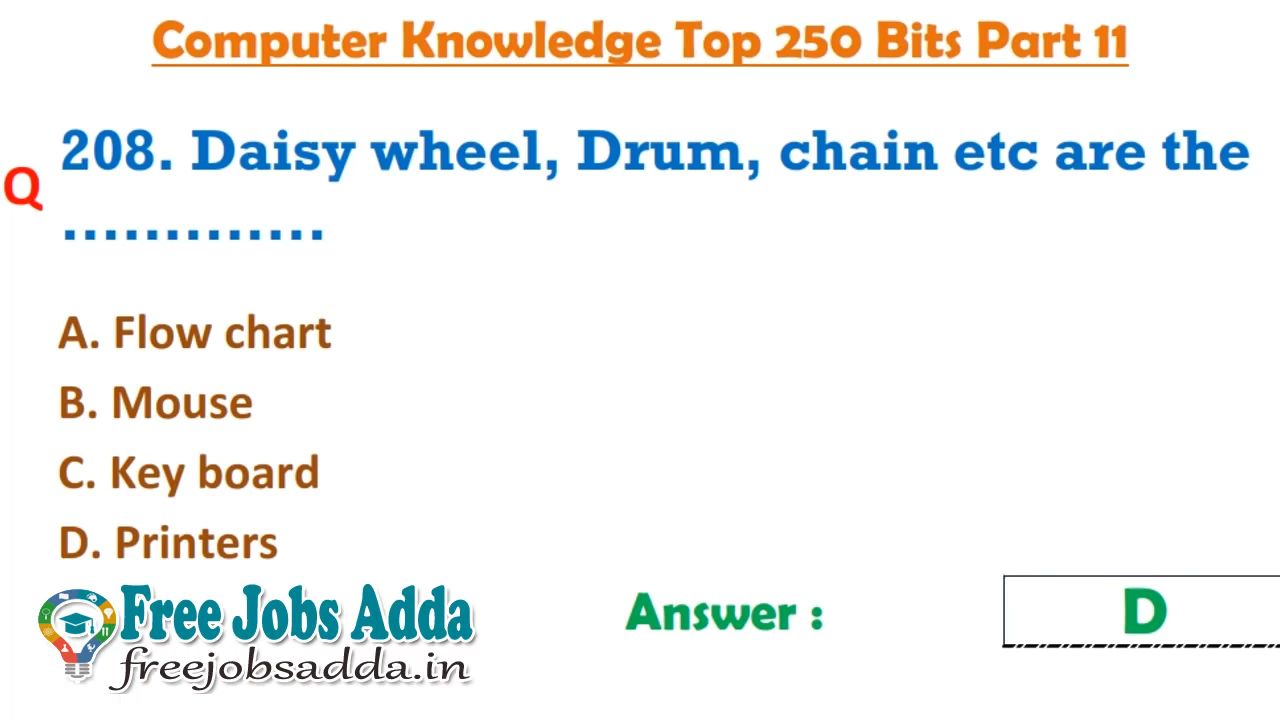 Computer Knowledge Top 250 Bits Part 11
Q
208. Daisy wheel, Drum, chain etc are the
.............
A. Flow chart
B. Mouse
C. Key board
D. Printers
Free Jobs Adda
freejobsadda.in
Answer :
D